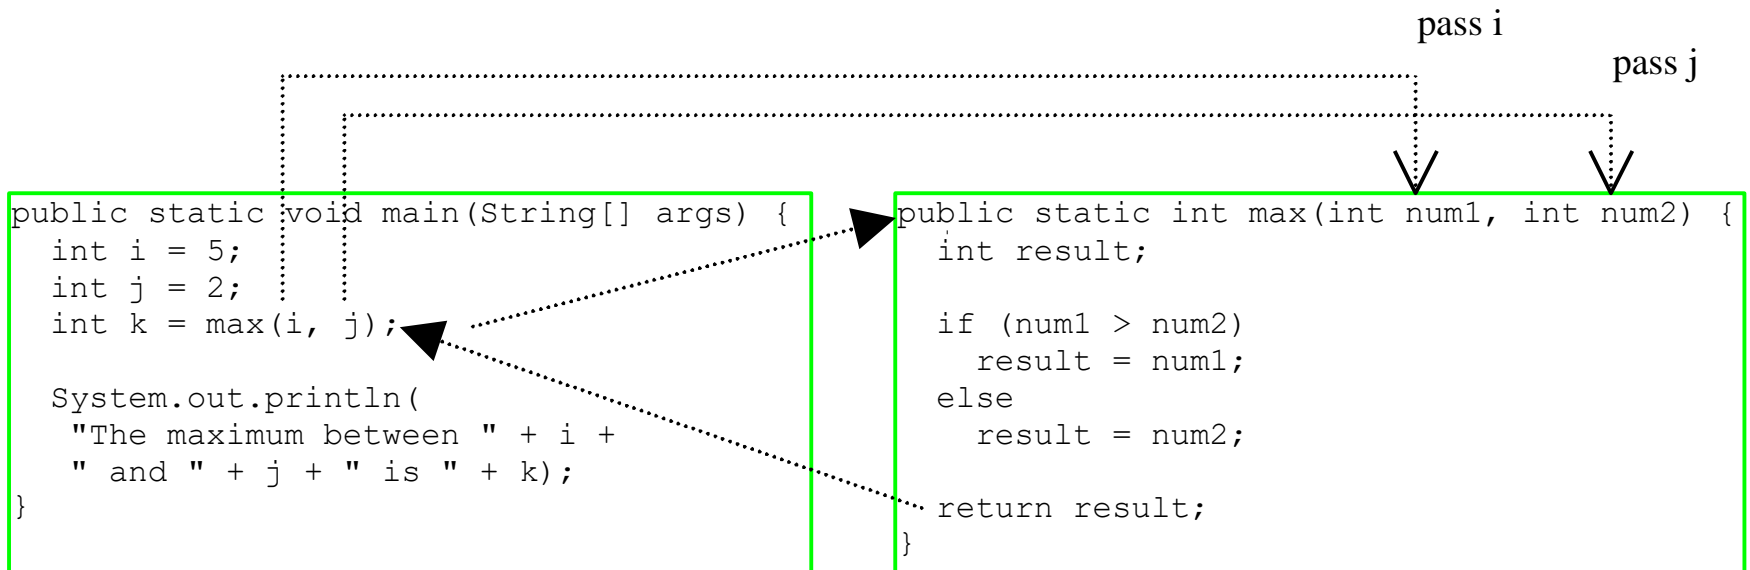 pass i
pass j
public static void main(String[] args) {
  int i = 5;
  int j = 2;
  int k = max(i, j);

  System.out.println(
   "The maximum between " + i +
   " and " + j + " is " + k);
}
public static int max(int num1, int num2) {
  int result;

  if (num1 > num2)
    result = num1;
  else
    result = num2;

  return result;
}